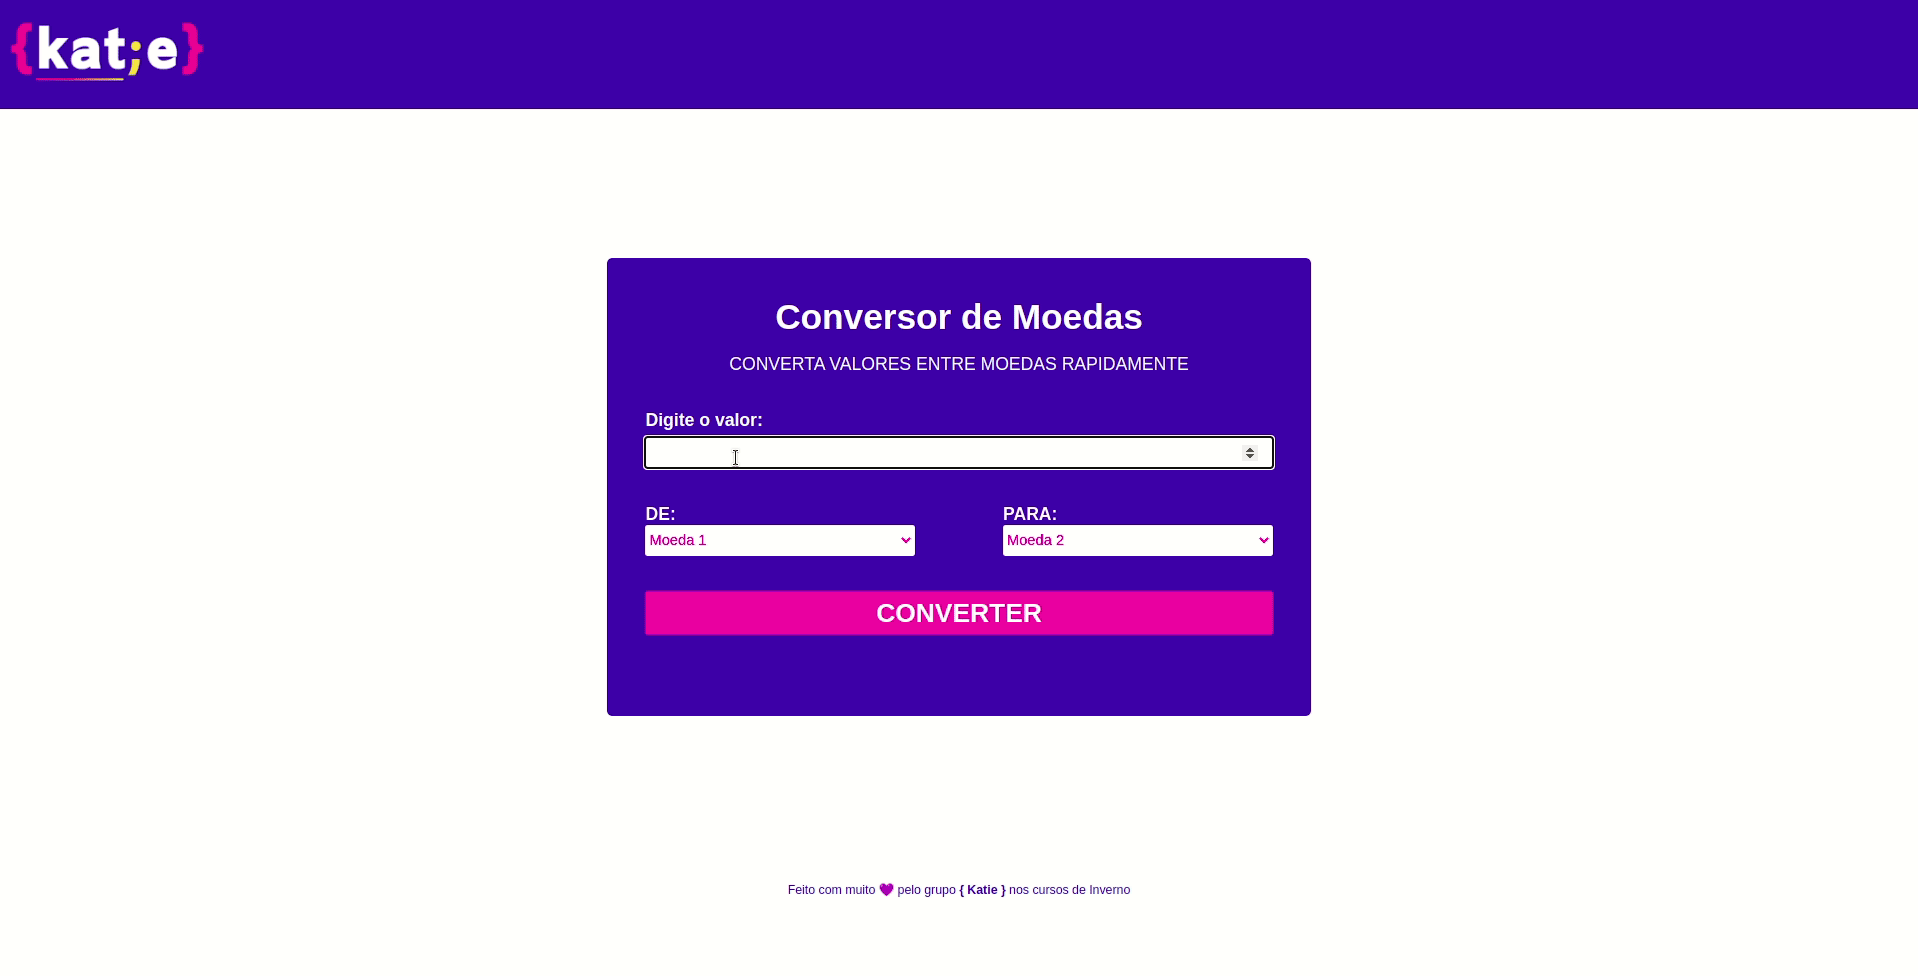 {kat;e}
Conversor de Moedas
CONVERTA VALORES ENTRE MOEDAS RAPIDAMENTE
Digite o valor:
DE:
PARA:
Moeda 1
Moeda 2
CONVERTER
Feito com muito 💜 pelo grupo { Katie } nos cursos de Inverno